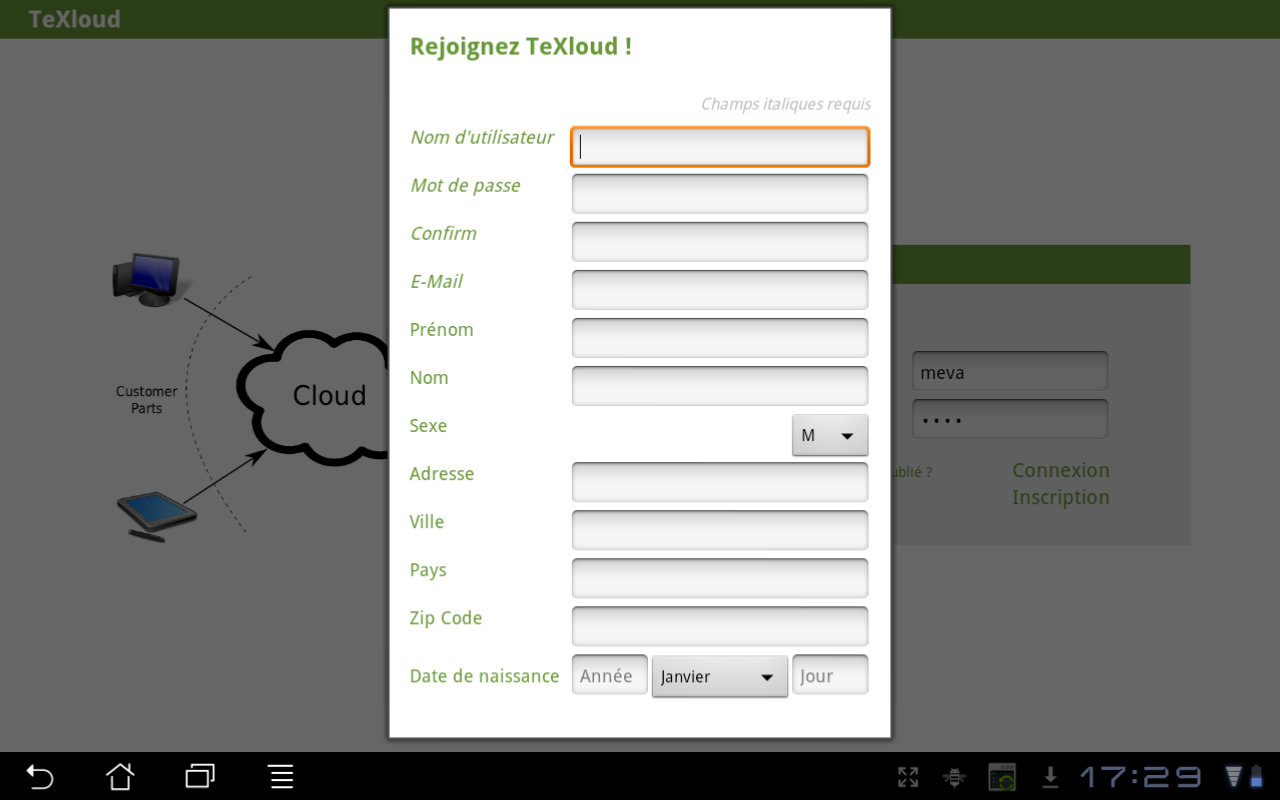 TeXloud
Rejoignez TeXloud !
Champs italiques requis
Nom d'utilisateur
Mot de passe
Confirm
E-Mail
Prénom
Nom
Sexe
M
Adresse
Ville
Pays
Zip Code
Date de naissance
Année
Janvier
Jour
Customer
Parts
Cloud
meva
••••
ublié ?
Connexion
Inscription
17:29